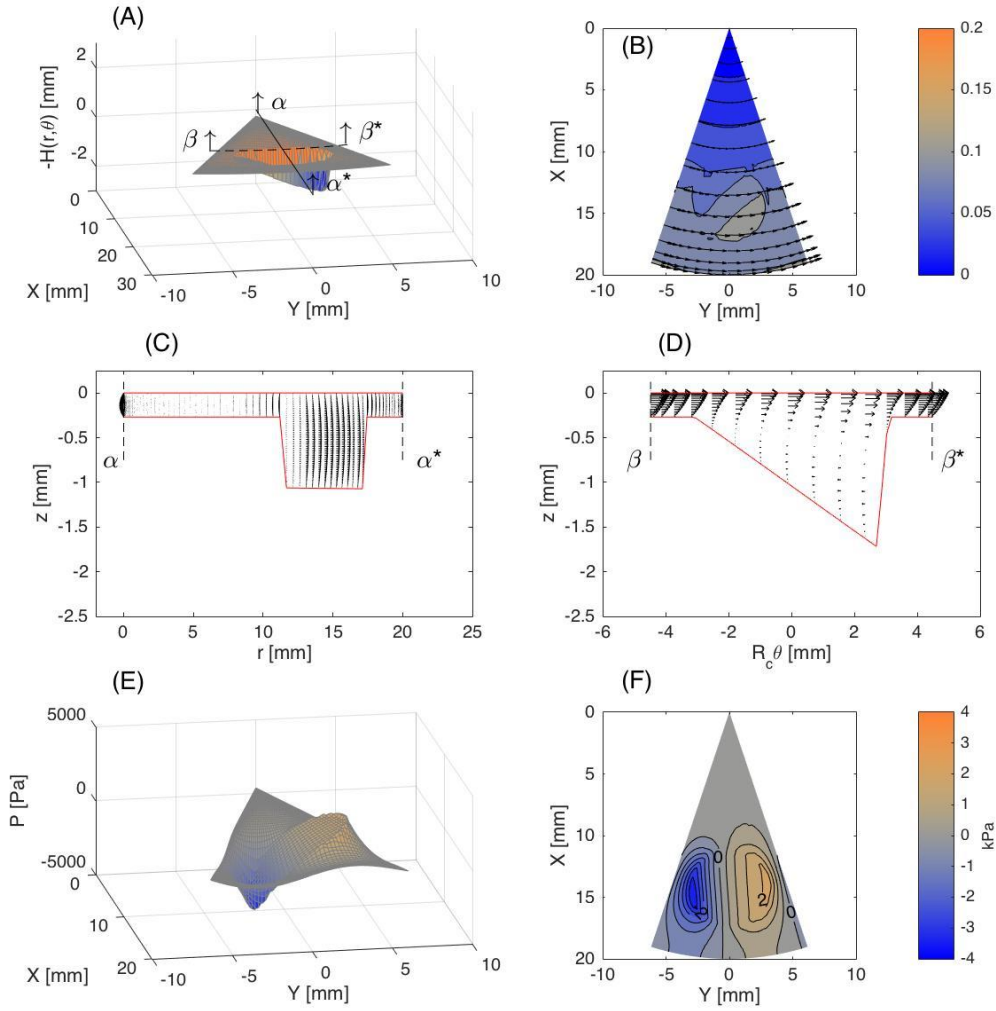 (A)
2
0
-2
-H(r,θ) [mm]
α
β
β*
α*
0
10
20
30
X [mm]
-10
-5
0
5
10
Y [mm]
(B)
0
5
10
15
20
X [mm]
-10
-5
0
5
10
Y [mm]
0.2
0.15
0.1
0.05
0
(C)
0
-0.5
-1
-1.5
-2
-2.5
z [mm]
α
α*
0
5
10
15
20
25
r [mm]
(D)
0
-0.5
-1
-1.5
-2
-2.5
z [mm]
β
β*
-6
-4
-2
0
2
4
6
R_cθ [mm]
(E)
5000
0
-5000
P [Pa]
0
10
20
X [mm]
-10
-5
0
5
10
Y [mm]
(F)
0
5
10
15
20
X [mm]
0
2
0
-10
-5
0
5
10
Y [mm]
4
3
2
1
0
-1
-2
-3
-4
kPa